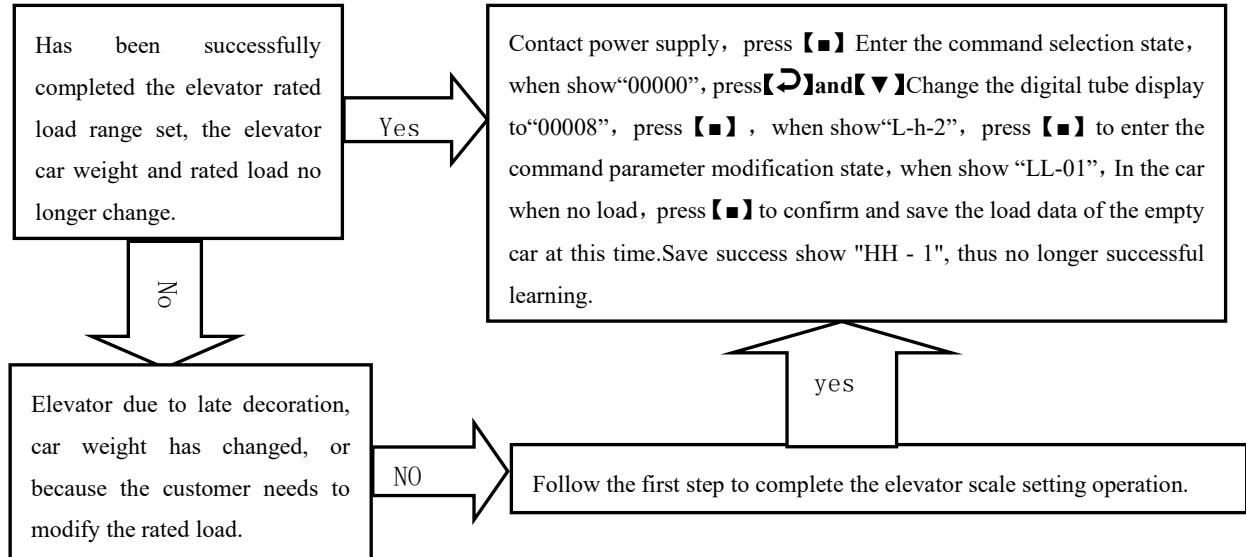 Has been successfully
completed the elevator rated
load range set, the elevator
car weight and rated load no
longer change.
Yes
Contact power supply，press【■】Enter the command selection state，
when show“00000”，press【⮌】and【▼】Change the digital tube display
to“00008”，press【■】，when show“L-h-2”，press【■】to enter the
command parameter modification state，when show “LL-01”，In the car
when no load，press【■】to confirm and save the load data of the empty
car at this time.Save success show "HH - 1", thus no longer successful
learning.
No
Elevator due to late decoration,
car weight has changed, or
because the customer needs to
modify the rated load.
NO
yes
Follow the first step to complete the elevator scale setting operation.